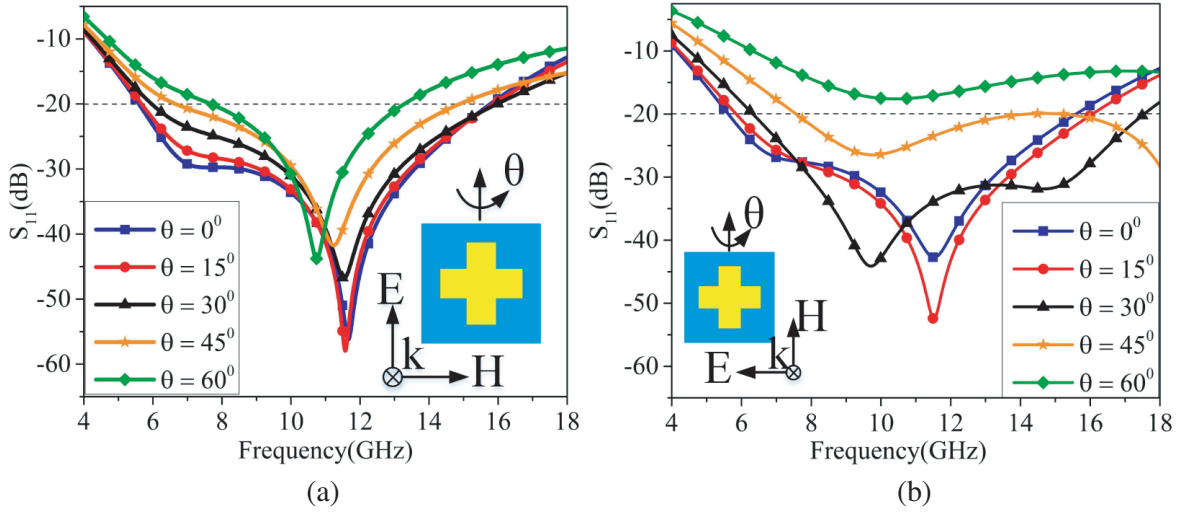 -10
-20
-30
-40
-50
-60
S11(dB)
θ
θ = 0⁰
θ = 15⁰
θ = 30⁰
θ = 45⁰
θ = 60⁰
E
k
H
4 6 8 10 12 14 16 18
Frequency(GHz)
(a)
-10
-20
-30
-40
-50
-60
S11(dB)
θ
H
E
k
θ = 0⁰
θ = 15⁰
θ = 30⁰
θ = 45⁰
θ = 60⁰
4 6 8 10 12 14 16 18
Frequency(GHz)
(b)